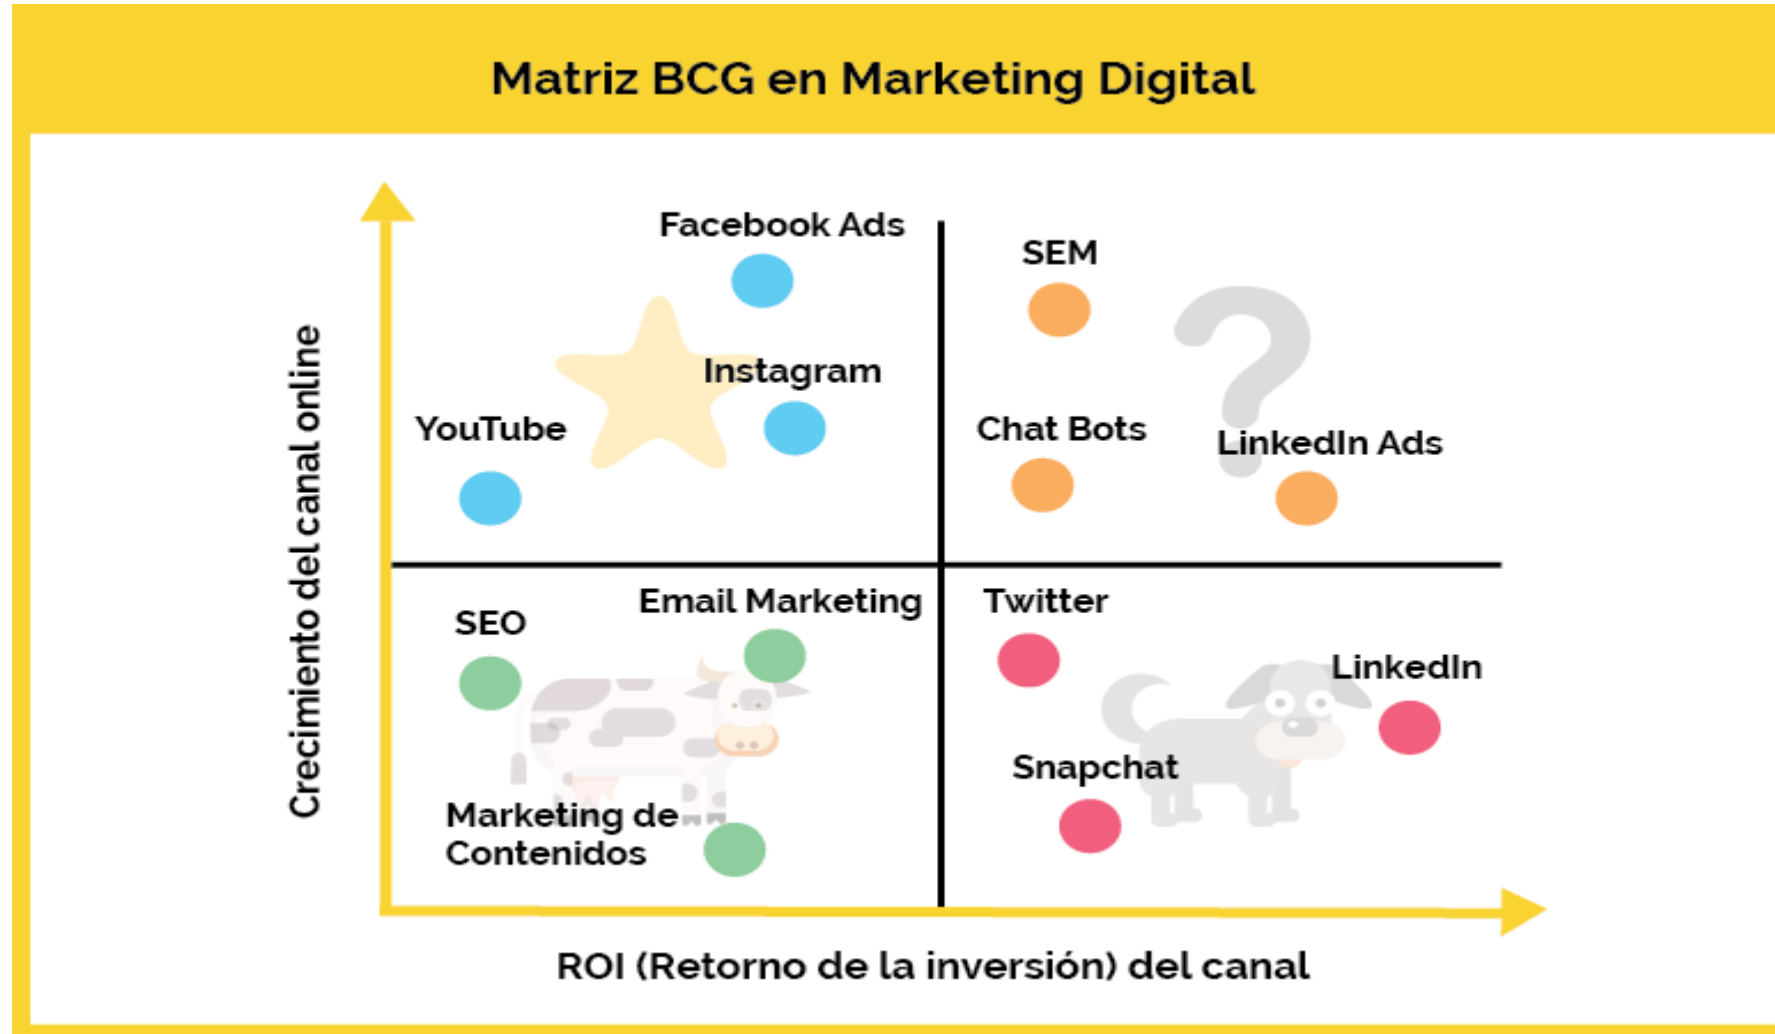 Matriz BCG en Marketing Digital
Crecimiento del canal online
Facebook Ads
Instagram
YouTube
SEM
?
Chat Bots
LinkedIn Ads
SEO
Email Marketing
Marketing de
Contenidos
Twitter
LinkedIn
Snapchat
ROI (Retorno de la inversión) del canal